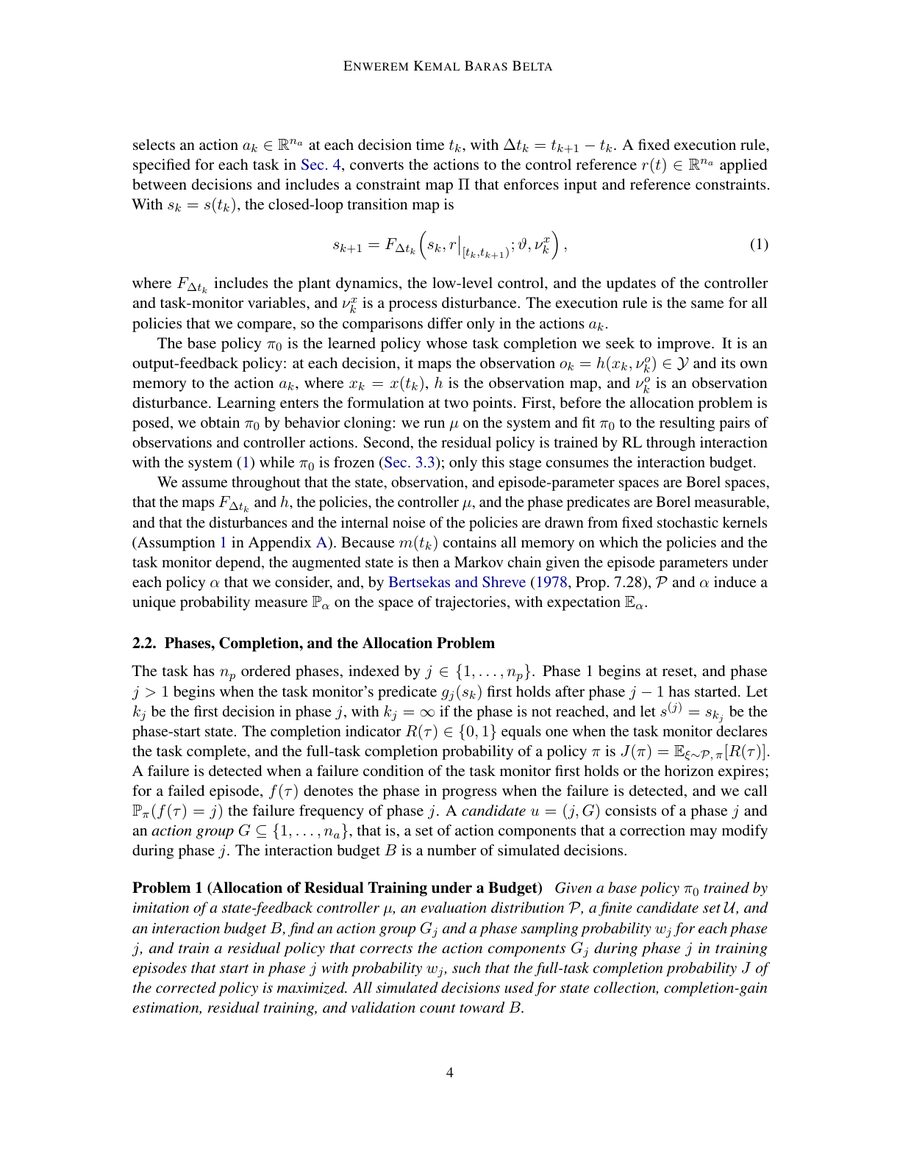 ENWEREM KEMAL BARAS BELTA
selects an action a_k ∈ ℝ^{n_a} at each decision time t_k, with Δt_k = t_{k+1} − t_k. A fixed execution rule,
specified for each task in Sec. 4, converts the actions to the control reference r(t) ∈ ℝ^{n_a} applied
between decisions and includes a constraint map Π that enforces input and reference constraints.
With s_k = s(t_k), the closed-loop transition map is
s_{k+1} = F_{Δt_k}(s_k, r|_{[t_k,t_{k+1})}; ϑ, ν_k^x), (1)
where F_{Δt_k} includes the plant dynamics, the low-level control, and the updates of the controller
and task-monitor variables, and ν_k^x is a process disturbance. The execution rule is the same for all
policies that we compare, so the comparisons differ only in the actions a_k.
The base policy π_0 is the learned policy whose task completion we seek to improve. It is an
output-feedback policy: at each decision, it maps the observation o_k = h(x_k, ν_k^o) ∈ 𝒴 and its own
memory to the action a_k, where x_k = x(t_k), h is the observation map, and ν_k^o is an observation
disturbance. Learning enters the formulation at two points. First, before the allocation problem is
posed, we obtain π_0 by behavior cloning: we run μ on the system and fit π_0 to the resulting pairs of
observations and controller actions. Second, the residual policy is trained by RL through interaction
with the system (1) while π_0 is frozen (Sec. 3.3); only this stage consumes the interaction budget.
We assume throughout that the state, observation, and episode-parameter spaces are Borel spaces,
that the maps F_{Δt_k} and h, the policies, the controller μ, and the phase predicates are Borel measurable,
and that the disturbances and the internal noise of the policies are drawn from fixed stochastic kernels
(Assumption 1 in Appendix A). Because m(t_k) contains all memory on which the policies and the
task monitor depend, the augmented state is then a Markov chain given the episode parameters under
each policy α that we consider, and, by Bertsekas and Shreve (1978, Prop. 7.28), 𝒫 and α induce a
unique probability measure ℙ_α on the space of trajectories, with expectation 𝔼_α.
2.2. Phases, Completion, and the Allocation Problem
The task has n_p ordered phases, indexed by j ∈ {1, . . . , n_p}. Phase 1 begins at reset, and phase
j > 1 begins when the task monitor's predicate g_j(s_k) first holds after phase j − 1 has started. Let
k_j be the first decision in phase j, with k_j = ∞ if the phase is not reached, and let s^{(j)} = s_{k_j} be the
phase-start state. The completion indicator R(τ) ∈ {0, 1} equals one when the task monitor declares
the task complete, and the full-task completion probability of a policy π is J(π) = 𝔼_{ξ∼𝒫, π}[R(τ)].
A failure is detected when a failure condition of the task monitor first holds or the horizon expires;
for a failed episode, f(τ) denotes the phase in progress when the failure is detected, and we call
ℙ_π(f(τ) = j) the failure frequency of phase j. A candidate u = (j, G) consists of a phase j and
an action group G ⊆ {1, . . . , n_a}, that is, a set of action components that a correction may modify
during phase j. The interaction budget B is a number of simulated decisions.
Problem 1 (Allocation of Residual Training under a Budget) Given a base policy π_0 trained by
imitation of a state-feedback controller μ, an evaluation distribution 𝒫, a finite candidate set 𝒰, and
an interaction budget B, find an action group G_j and a phase sampling probability w_j for each phase
j, and train a residual policy that corrects the action components G_j during phase j in training
episodes that start in phase j with probability w_j, such that the full-task completion probability J of
the corrected policy is maximized. All simulated decisions used for state collection, completion-gain
estimation, residual training, and validation count toward B.
4